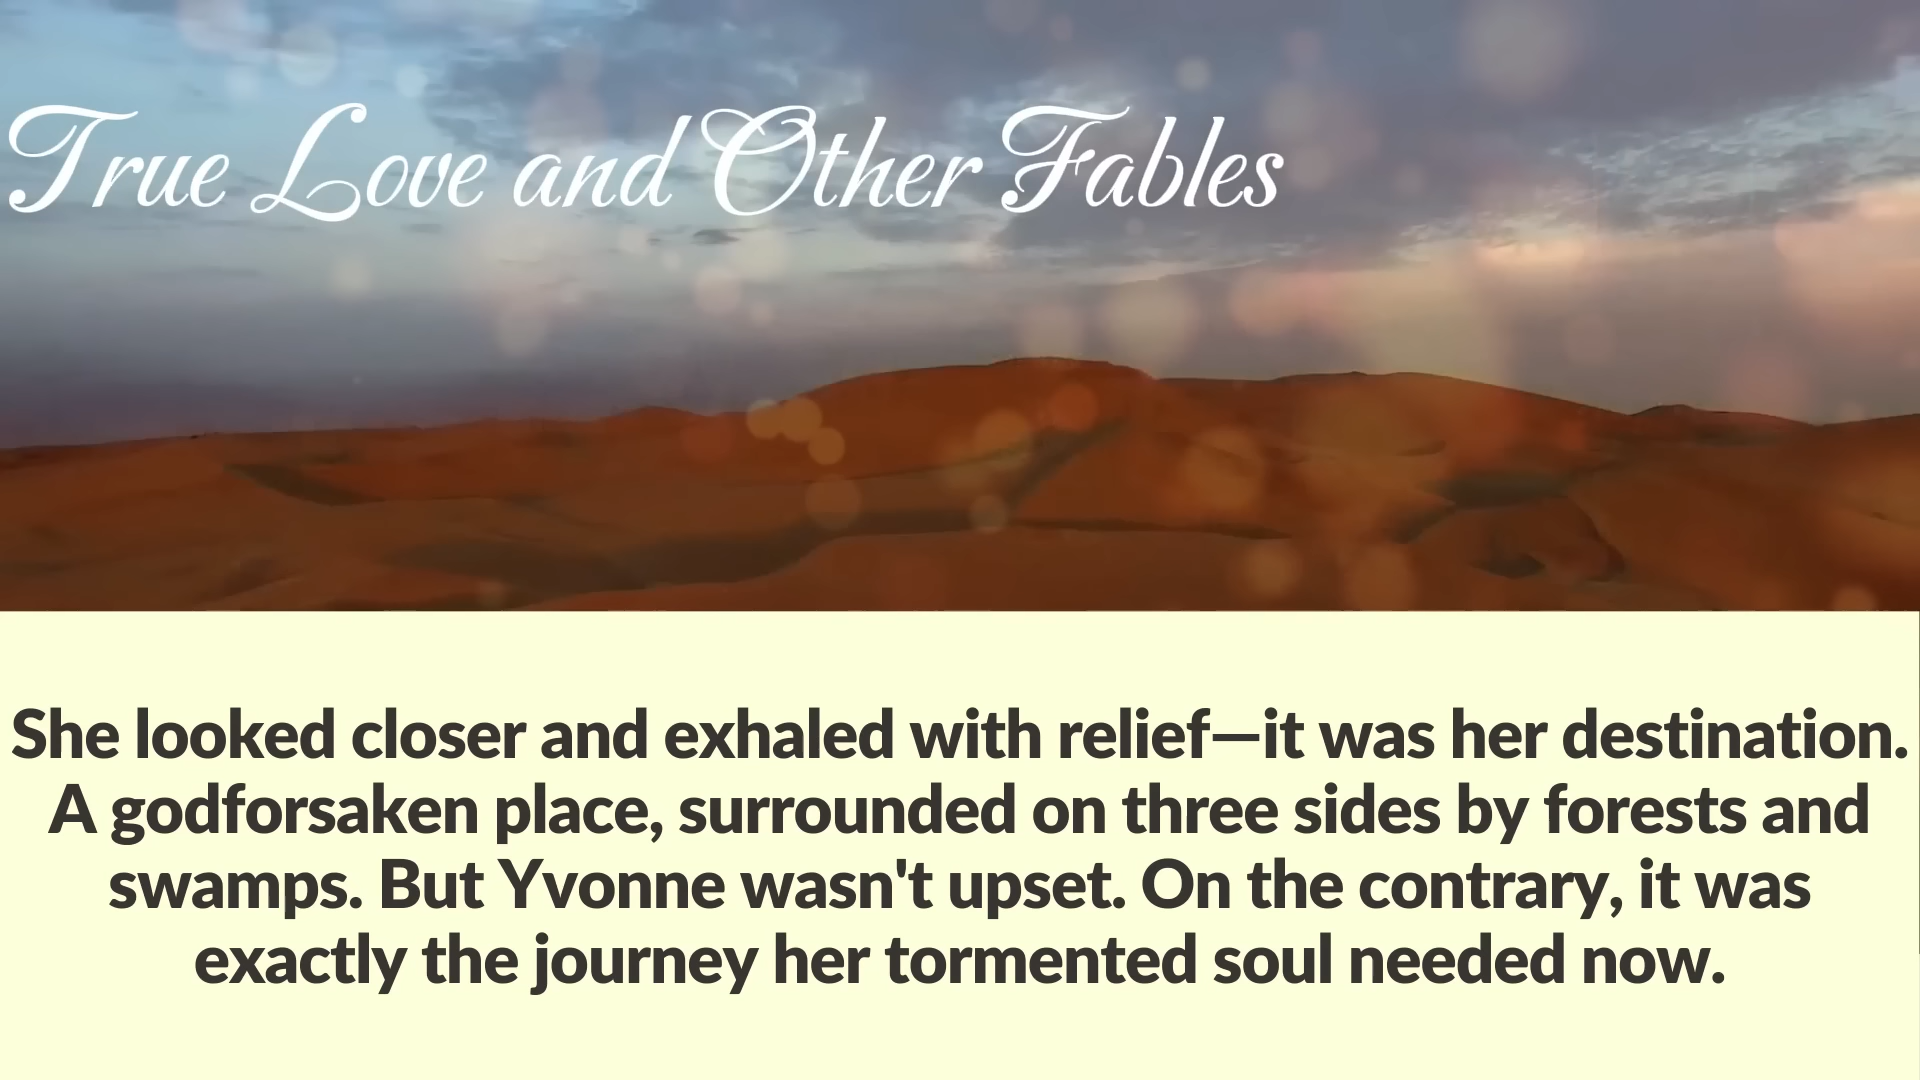 True Love and Other Fables
She looked closer and exhaled with relief—it was her destination.
A godforsaken place, surrounded on three sides by forests and
swamps. But Yvonne wasn't upset. On the contrary, it was
exactly the journey her tormented soul needed now.